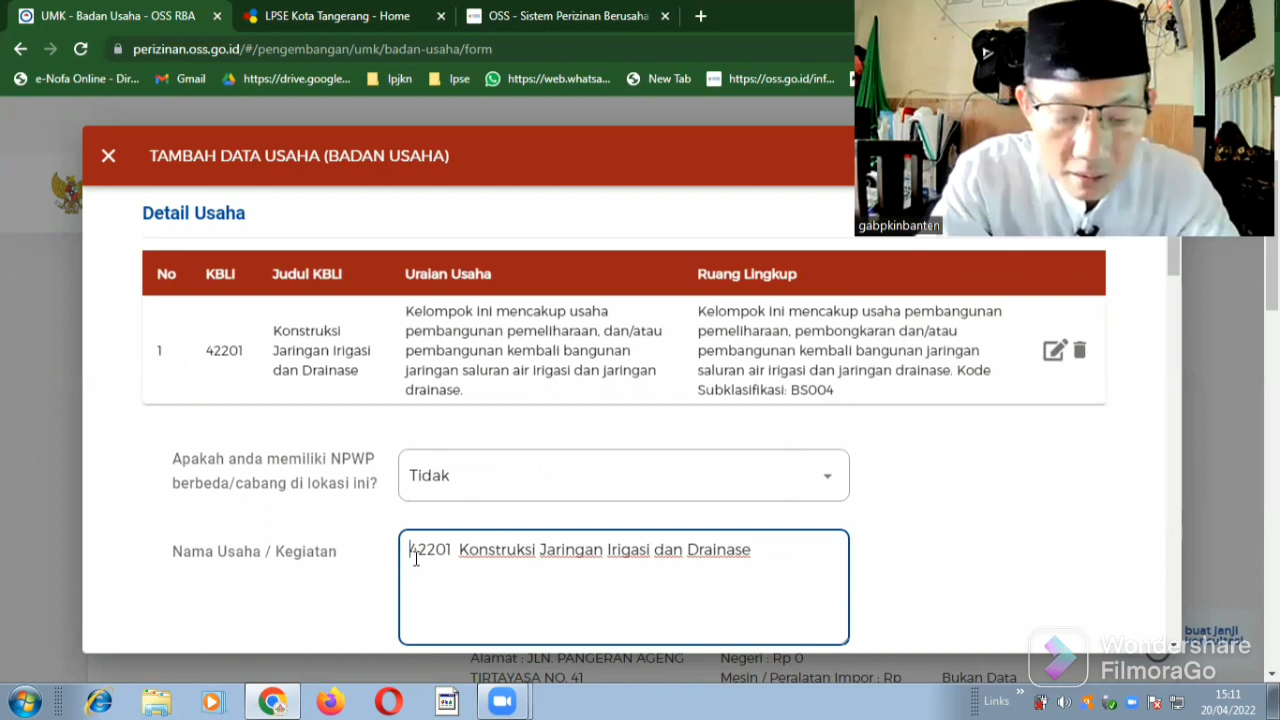 UMK - Badan Usaha - OSS RBA
LPSE Kota Tangerang - Home
OSS - Sistem Perizinan Berusaha
perizinan.oss.go.id/#/pengembangan/umk/badan-usaha/form
e-Nofa Online - Dir...
Gmail
https://drive.google...
lpjkn
lpse
https://web.whatsa...
New Tab
https://oss.go.id/inf...
gabpkinbanten
TAMBAH DATA USAHA (BADAN USAHA)
Detail Usaha
No
KBLI
Judul KBLI
Uraian Usaha
Ruang Lingkup
1
42201
Konstruksi
Jaringan Irigasi
dan Drainase
Kelompok ini mencakup usaha
pembangunan pemeliharaan, dan/atau
pembangunan kembali bangunan
jaringan saluran air irigasi dan jaringan
drainase.
Kelompok ini mencakup usaha pembangunan
pemeliharaan, pembongkaran dan/atau
pembangunan kembali bangunan jaringan
saluran air irigasi dan jaringan drainase. Kode
Subklasifikasi: BS004
Apakah anda memiliki NPWP
berbeda/cabang di lokasi ini?
Tidak
Nama Usaha / Kegiatan
42201 Konstruksi Jaringan Irigasi dan Drainase
buat janji
Alamat : JLN. PANGERAN AGENG
TIRTAYASA NO. 41
Negeri : Rp 0
Mesin / Peralatan Impor : Rp
Bukan Data
Wondershare
FilmoraGo
Links
15:11
20/04/2022